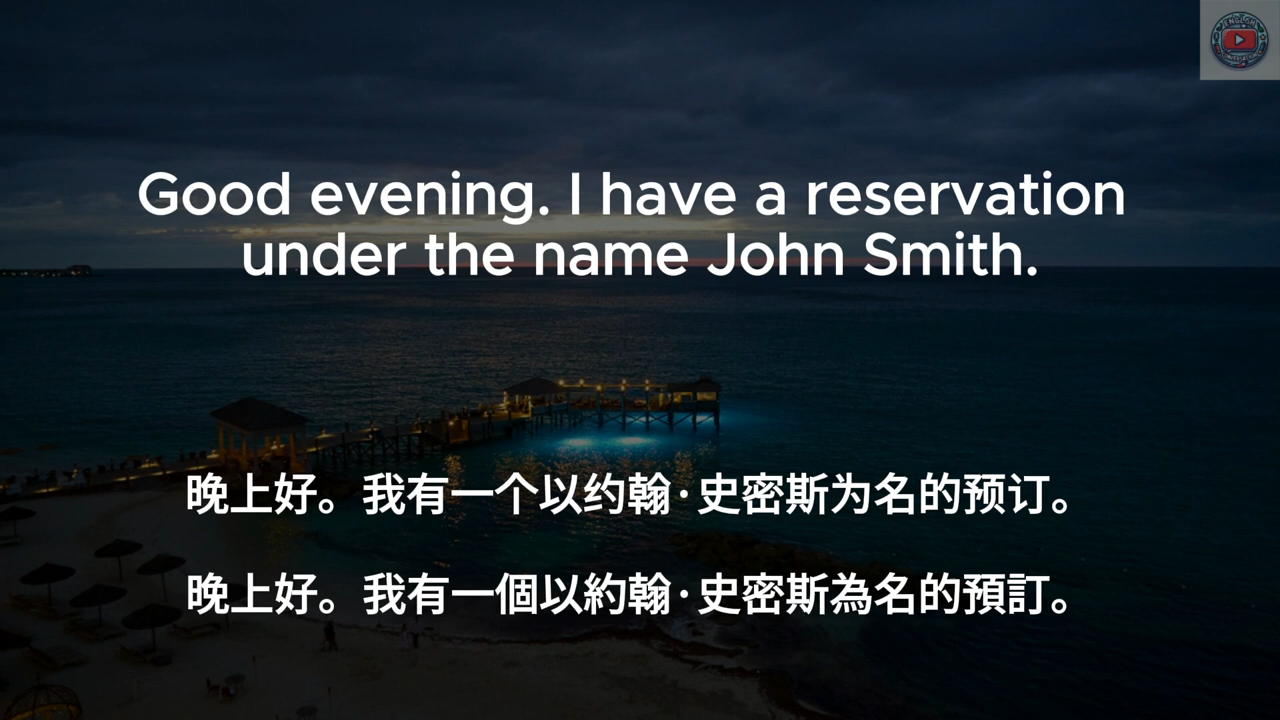 Good evening. I have a reservation
under the name John Smith.
晚上好。我有一个以约翰·史密斯为名的预订。
晚上好。我有一個以約翰·史密斯為名的預訂。